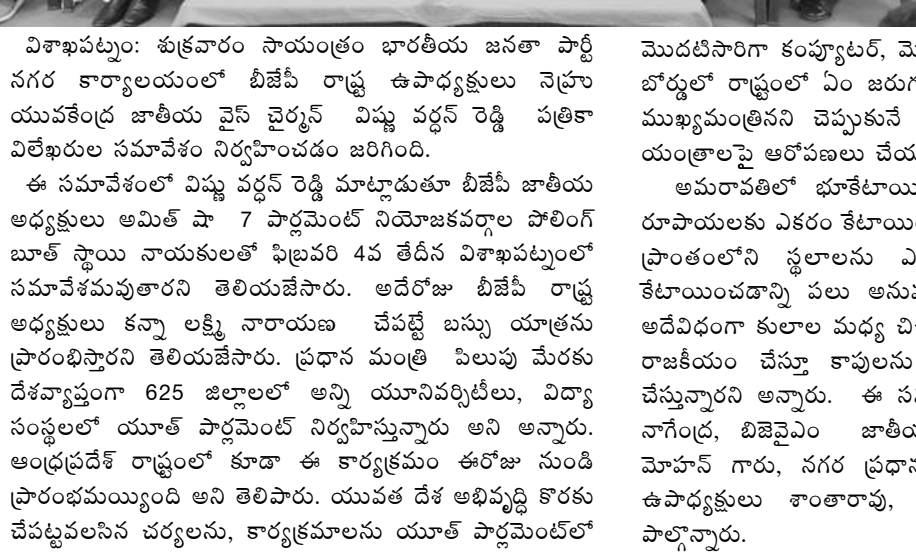 విశాఖపట్నం: శుక్రవారం సాయంత్రం భారతీయ జనతా పార్టీ
నగర కార్యాలయంలో బీజేపీ రాష్ట్ర ఉపాధ్యక్షులు నెహ్రు
యువకేంద్ర జాతీయ వైస్ చైర్మన్ విష్ణు వర్ధన్ రెడ్డి పత్రికా
విలేఖరుల సమావేశం నిర్వహించడం జరిగింది.
ఈ సమావేశంలో విష్ణు వర్ధన్ రెడ్డి మాట్లాడుతూ బీజేపీ జాతీయ
అధ్యక్షులు అమిత్ షా 7 పార్లమెంట్ నియోజకవర్గాల పోలింగ్
బూత్ స్థాయి నాయకులతో ఫిబ్రవరి 4వ తేదీన విశాఖపట్నంలో
సమావేశమవుతారని తెలియజేసారు. అదేరోజు బీజేపీ రాష్ట్ర
అధ్యక్షులు కన్నా లక్ష్మి నారాయణ చేపట్టే బస్సు యాత్రను
ప్రారంభిస్తారని తెలియజేసారు. ప్రధాన మంత్రి పిలుపు మేరకు
దేశవ్యాప్తంగా 625 జిల్లాలలో అన్ని యూనివర్సిటీలు, విద్యా
సంస్థలలో యూత్ పార్లమెంట్ నిర్వహిస్తున్నారు అని అన్నారు.
ఆంధ్రప్రదేశ్ రాష్ట్రంలో కూడా ఈ కార్యక్రమం ఈరోజు నుండి
ప్రారంభమయ్యింది అని తెలిపారు. యువత దేశ అభివృద్ధి కొరకు
చేపట్టవలసిన చర్యలను, కార్యక్రమాలను యూత్ పార్లమెంట్‌లో
మొదటిసారిగా కంప్యూటర్,
బోర్డులో రాష్ట్రంలో ఏం
ముఖ్యమంత్రినని చెప్పుకునే
యంత్రాలపై ఆరోపణలు
అమరావతిలో
రూపాయలకు ఎకరం
ప్రాంతంలోని స్థలాలను
కేటాయించడాన్ని పలు
అదేవిధంగా కులాల మధ్య
రాజకీయం చేస్తూ కాపులను
చేస్తున్నారని అన్నారు. ఈ
నాగేంద్ర, బిజెవైఎం
మోహన్ గారు, నగర
ఉపాధ్యక్షులు శాంతారావు,
పాల్గొన్నారు.